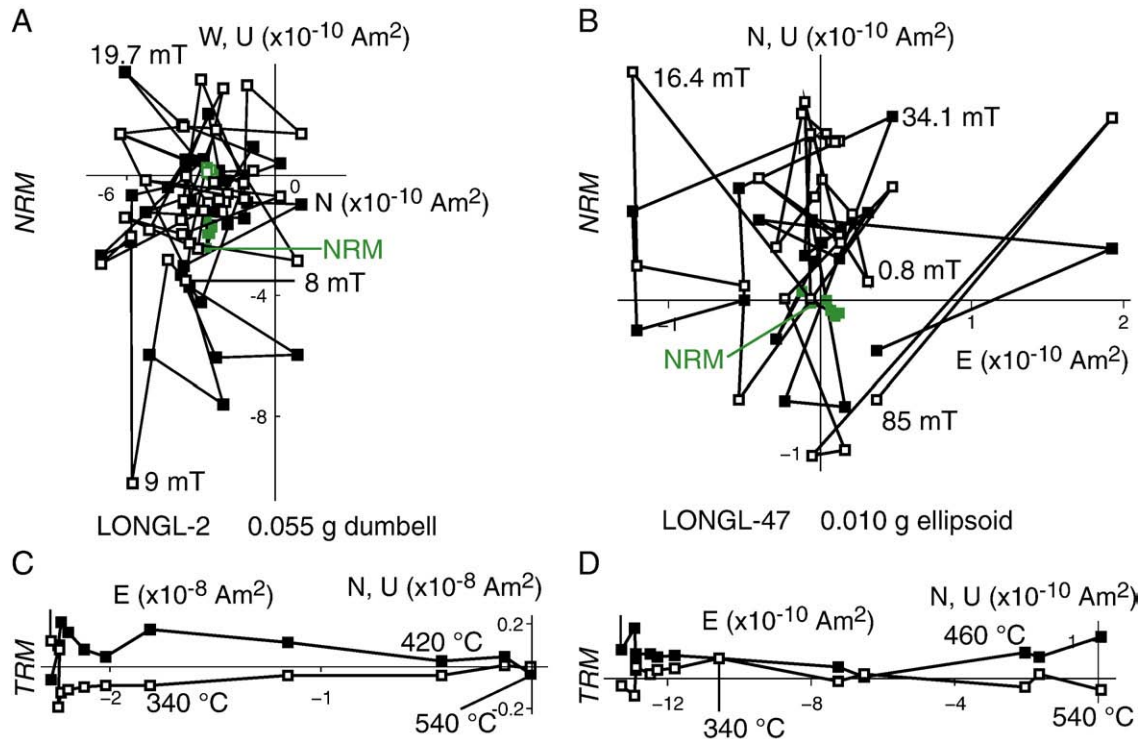 A
W, U (x10-10 Am2)
19.7 mT
NRM
-6
0
N (x10-10 Am2)
NRM
8 mT
-4
-8
9 mT
LONGL-2 0.055 g dumbell
B
N, U (x10-10 Am2)
16.4 mT
34.1 mT
NRM
0.8 mT
-1
1
2
E (x10-10 Am2)
NRM
85 mT
-1
LONGL-47 0.010 g ellipsoid
C
E (x10-8 Am2)
N, U (x10-8 Am2)
0.2
420 °C
TRM
-2
340 °C
-1
-0.2
540 °C
D
E (x10-10 Am2)
N, U (x10-10 Am2)
460 °C
1
TRM
-12
340 °C
-8
-4
540 °C